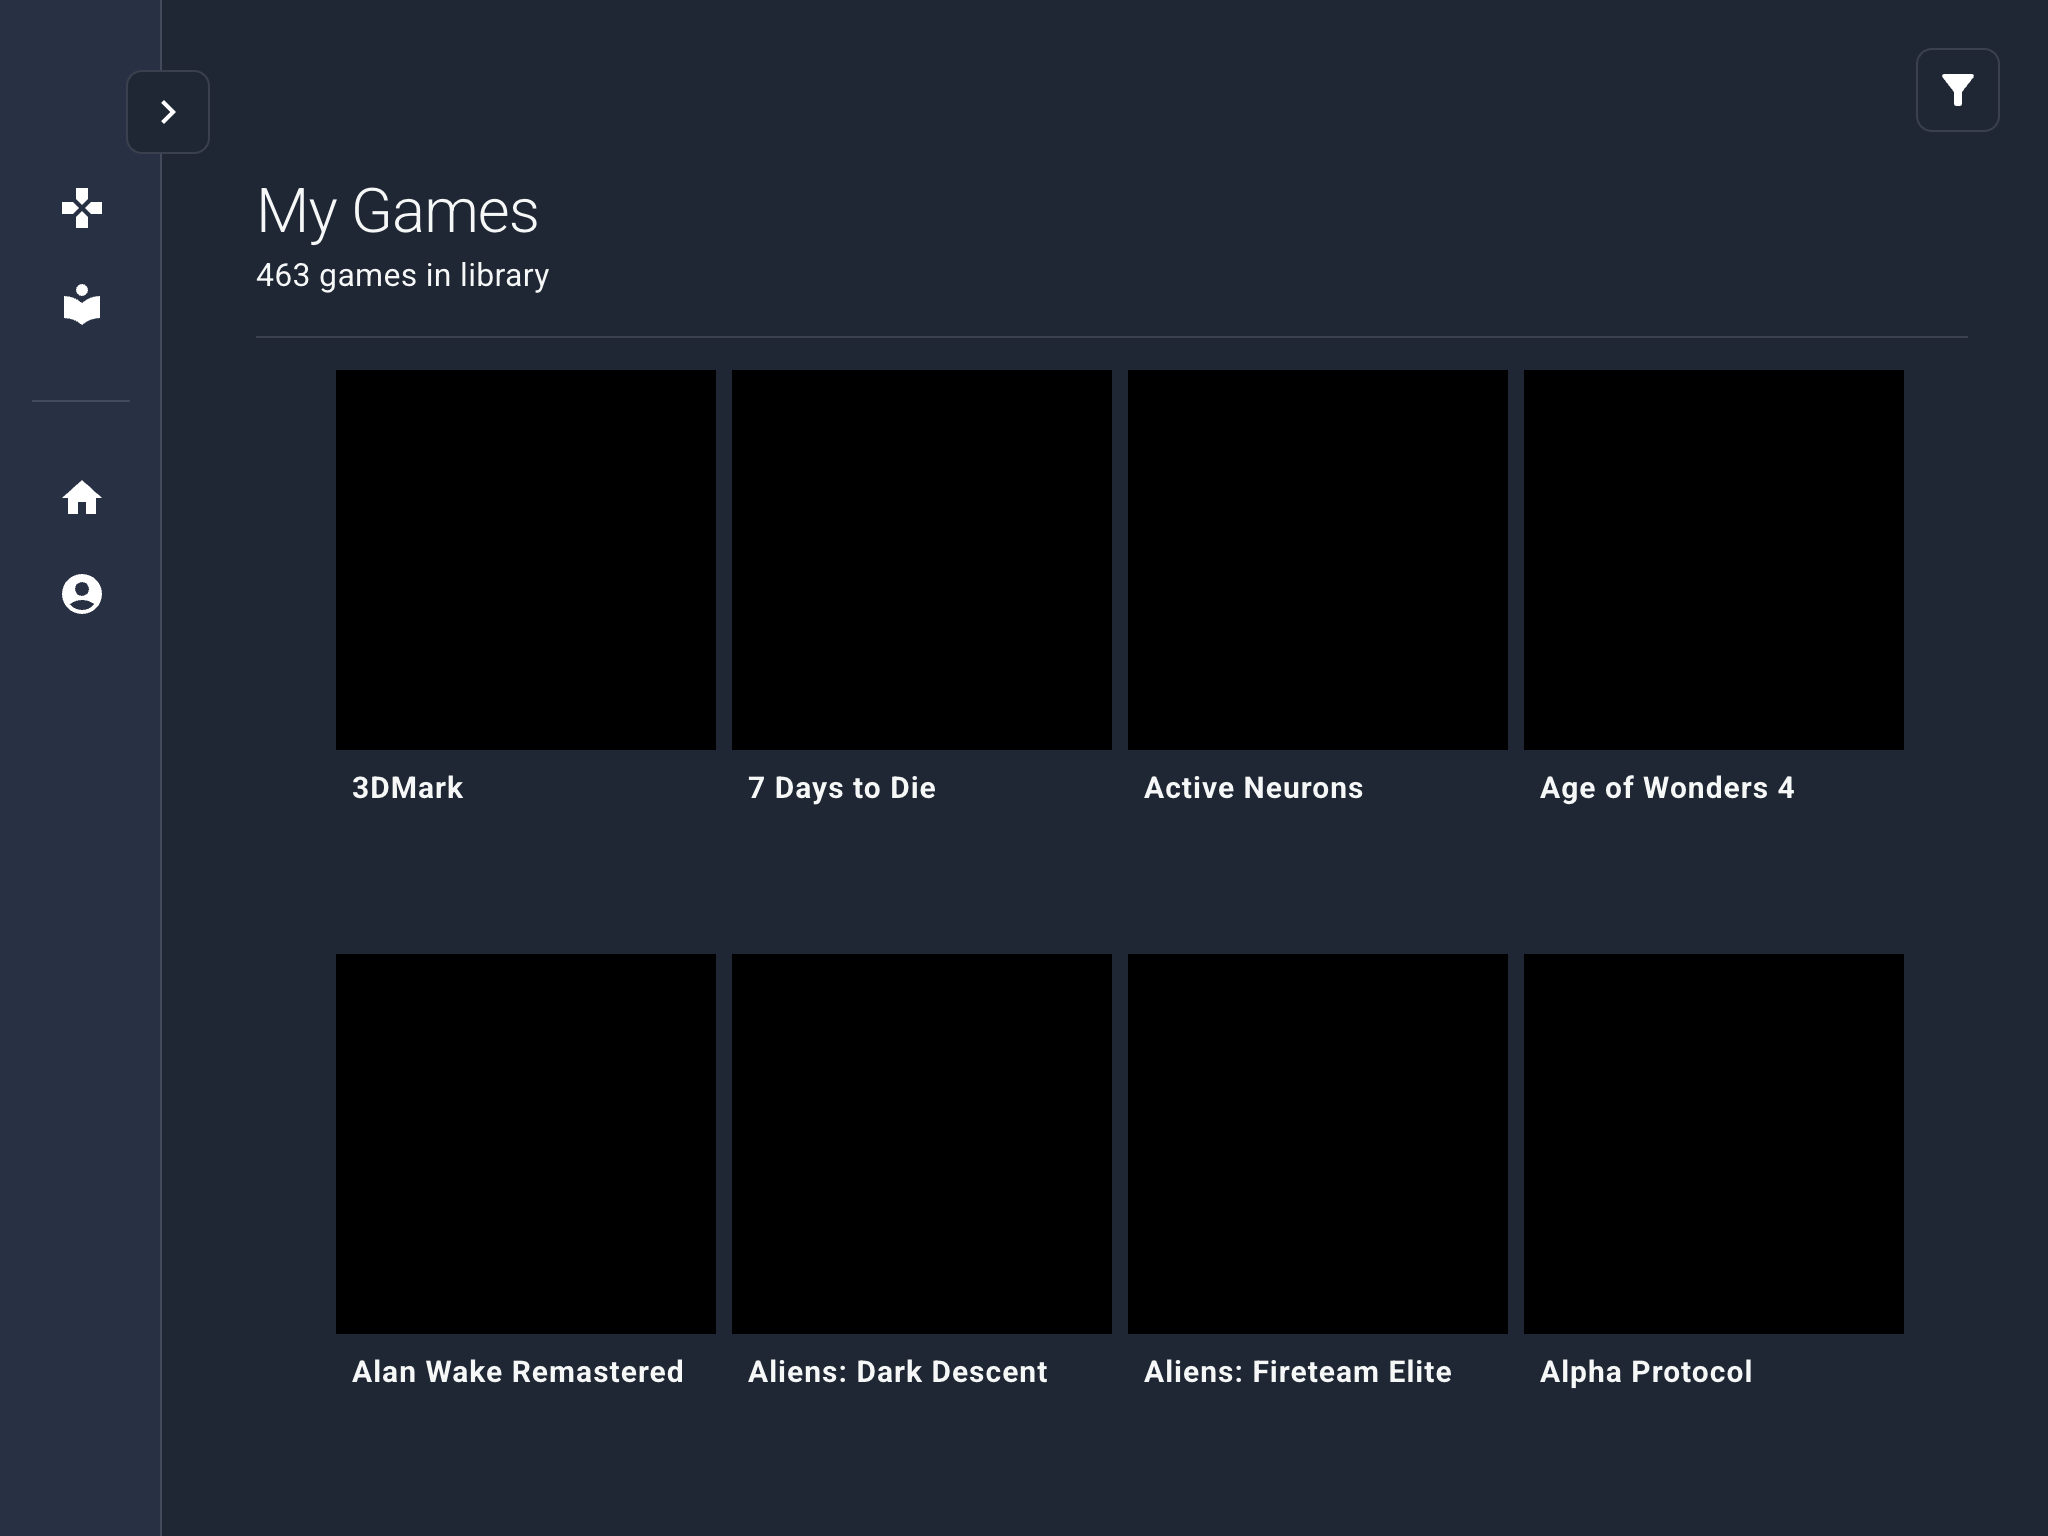 My Games
463 games in library
3DMark
7 Days to Die
Active Neurons
Age of Wonders 4
Alan Wake Remastered
Aliens: Dark Descent
Aliens: Fireteam Elite
Alpha Protocol